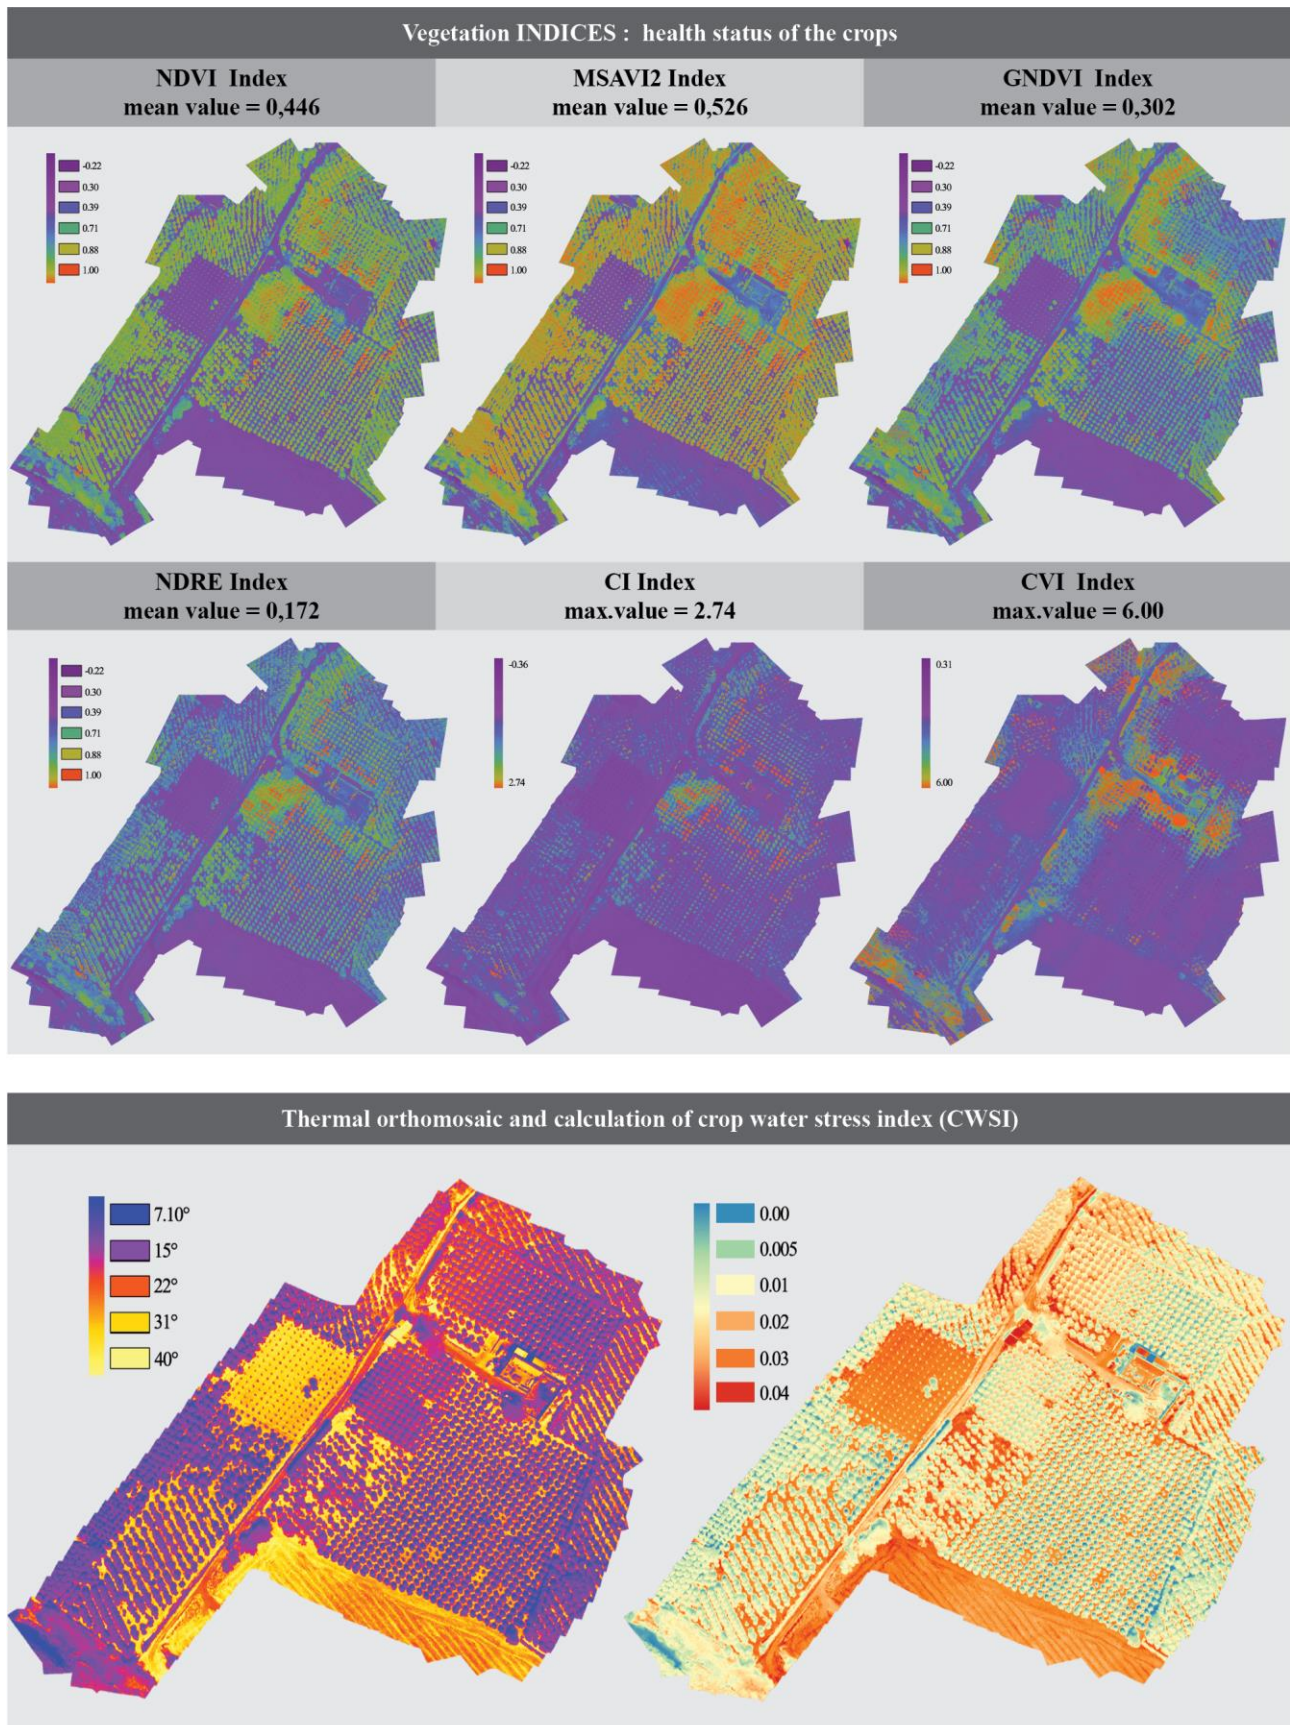 Vegetation INDICES : health status of the crops
NDVI Index
mean value = 0,446
MSAVI2 Index
mean value = 0,526
GNDVI Index
mean value = 0,302
-0.22
0.30
0.39
0.71
0.88
1.00
-0.22
0.30
0.39
0.71
0.88
1.00
-0.22
0.30
0.39
0.71
0.88
1.00
NDRE Index
mean value = 0,172
CI Index
max.value = 2.74
CVI Index
max.value = 6.00
-0.22
0.30
0.39
0.71
0.88
1.00
-0.36
2.74
0.31
6.00
Thermal orthomosaic and calculation of crop water stress index (CWSI)
7.10°
15°
22°
31°
40°
0.00
0.005
0.01
0.02
0.03
0.04